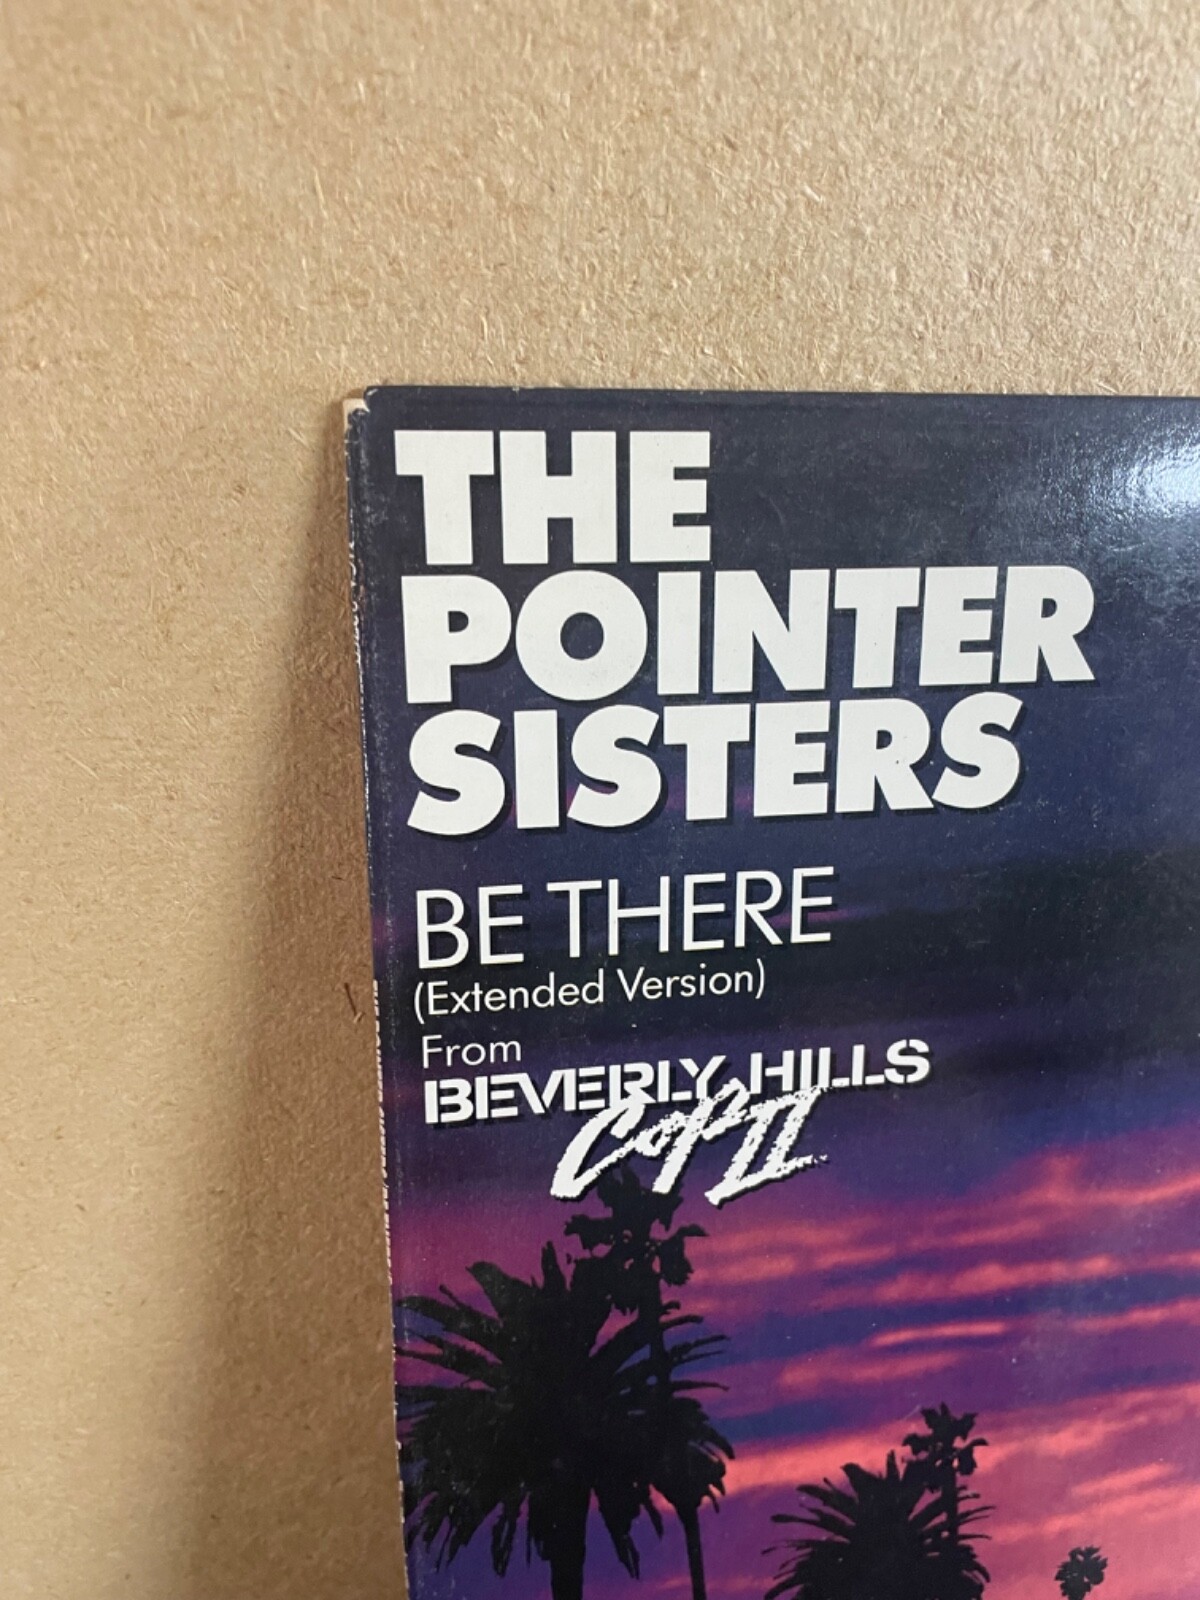 THE
POINTER
SISTERS
BE THERE
(Extended Version)
From
BEVERLY HILLS
COP II